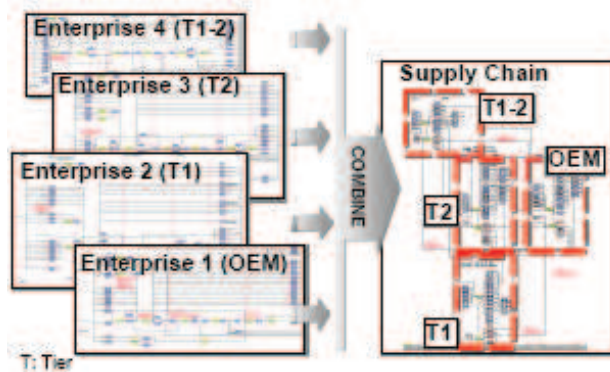 Enterprise 4 (T1-2)
Enterprise 3 (T2)
Enterprise 2 (T1)
Enterprise 1 (OEM)
T: Tier
COMBINE
Supply Chain
T1-2
OEM
T2
T1